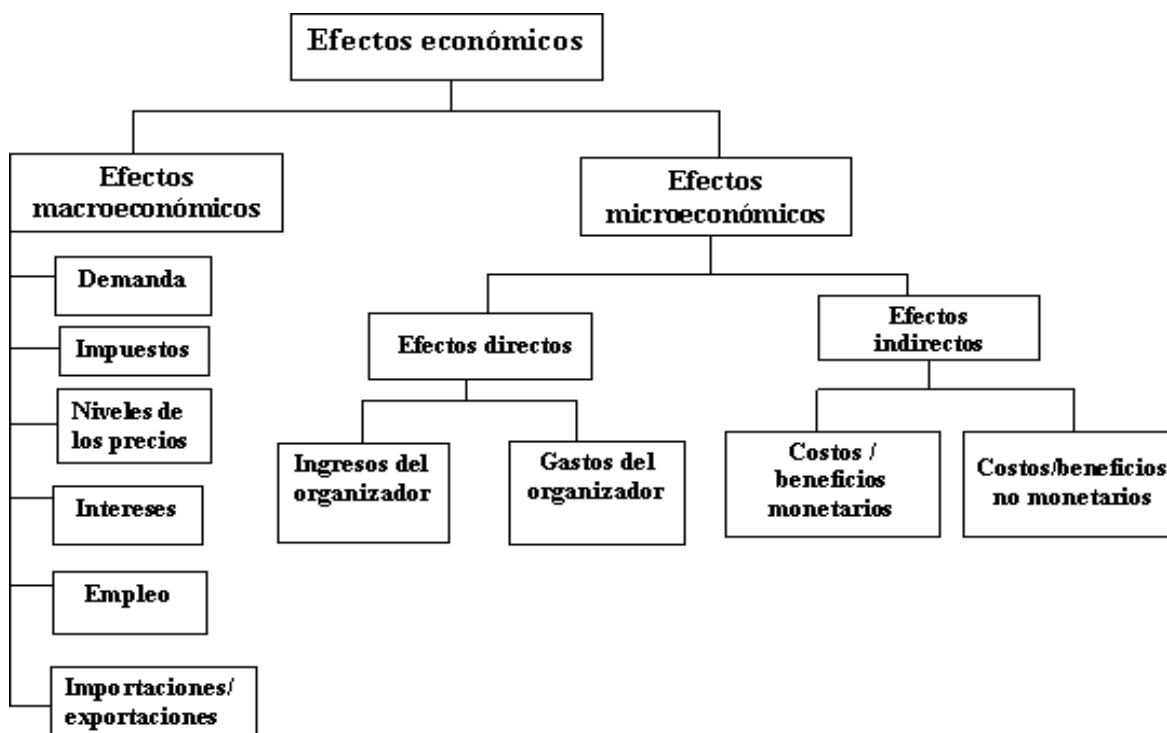 Efectos económicos
Efectos
macroeconómicos
Efectos
microeconómicos
Demanda
Impuestos
Niveles de
los precios
Intereses
Empleo
Importaciones/
exportaciones
Efectos directos
Efectos
indirectos
Ingresos del
organizador
Gastos del
organizador
Costos /
beneficios
monetarios
Costos/beneficios
no monetarios